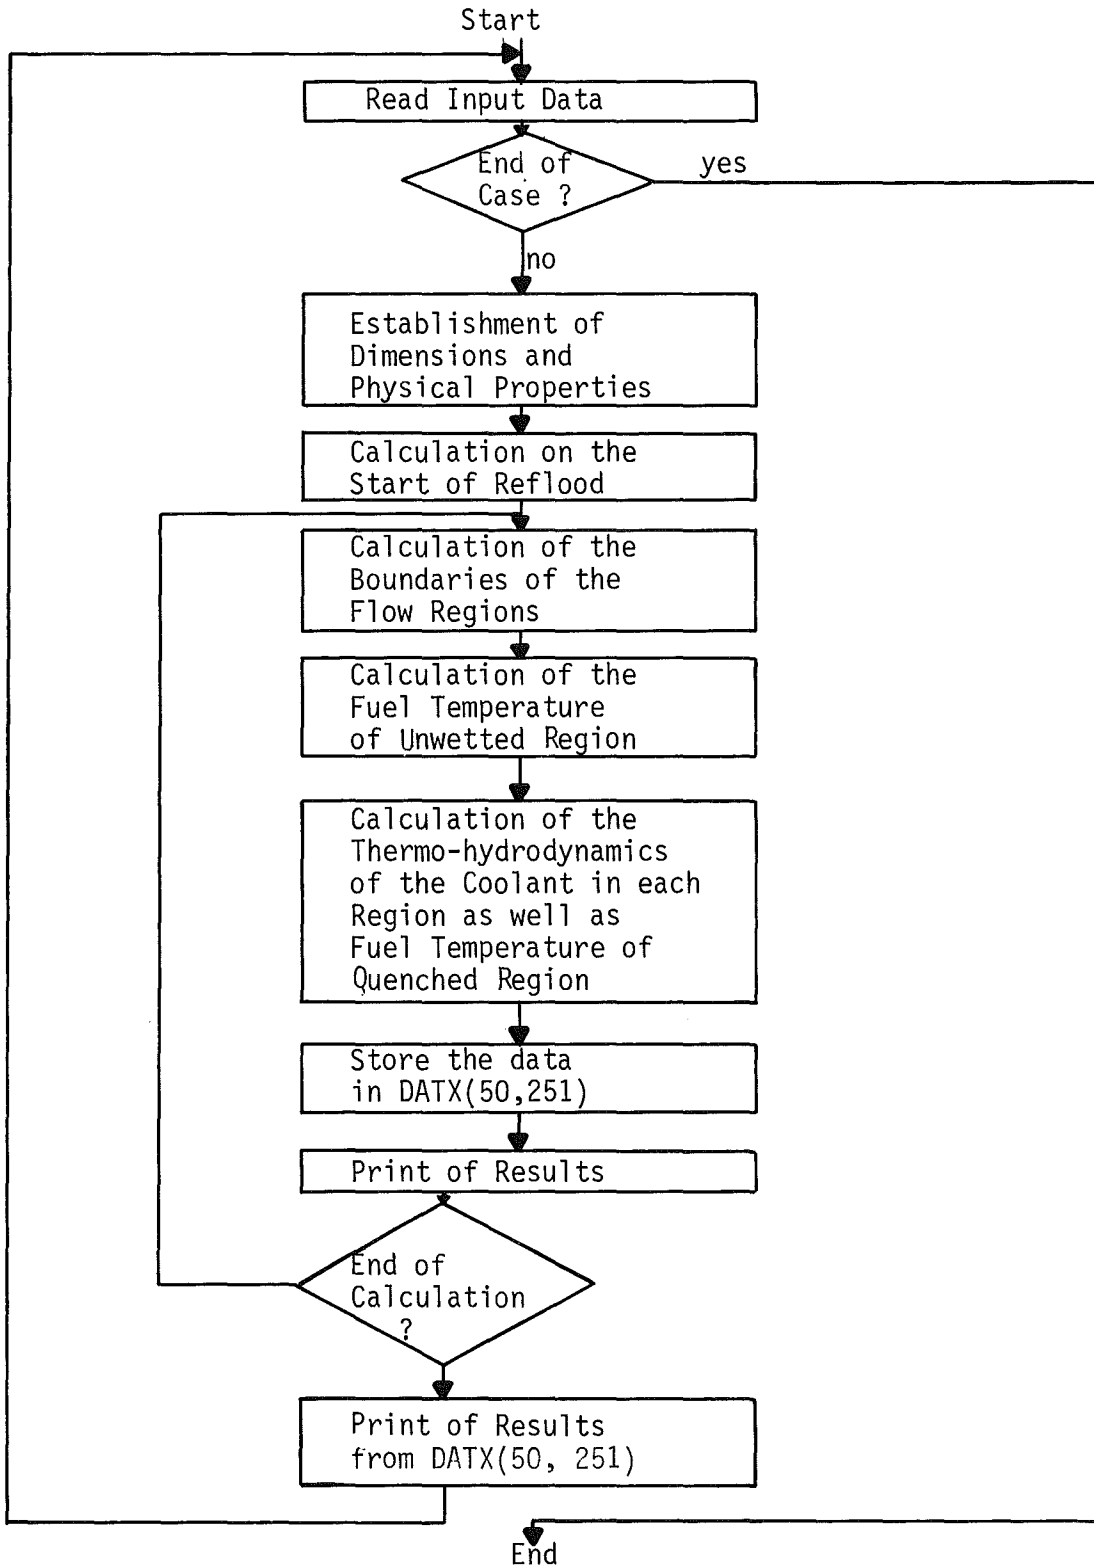 Start
Read Input Data
End of
Case ?
yes
no
Establishment of
Dimensions and
Physical Properties
Calculation on the
Start of Reflood
Calculation of the
Boundaries of the
Flow Regions
Calculation of the
Fuel Temperature
of Unwetted Region
Calculation of the
Thermo-hydrodynamics
of the Coolant in each
Region as well as
Fuel Temperature of
Quenched Region
Store the data
in DATX(50,251)
Print of Results
End of
Calculation
?
Print of Results
from DATX(50, 251)
End